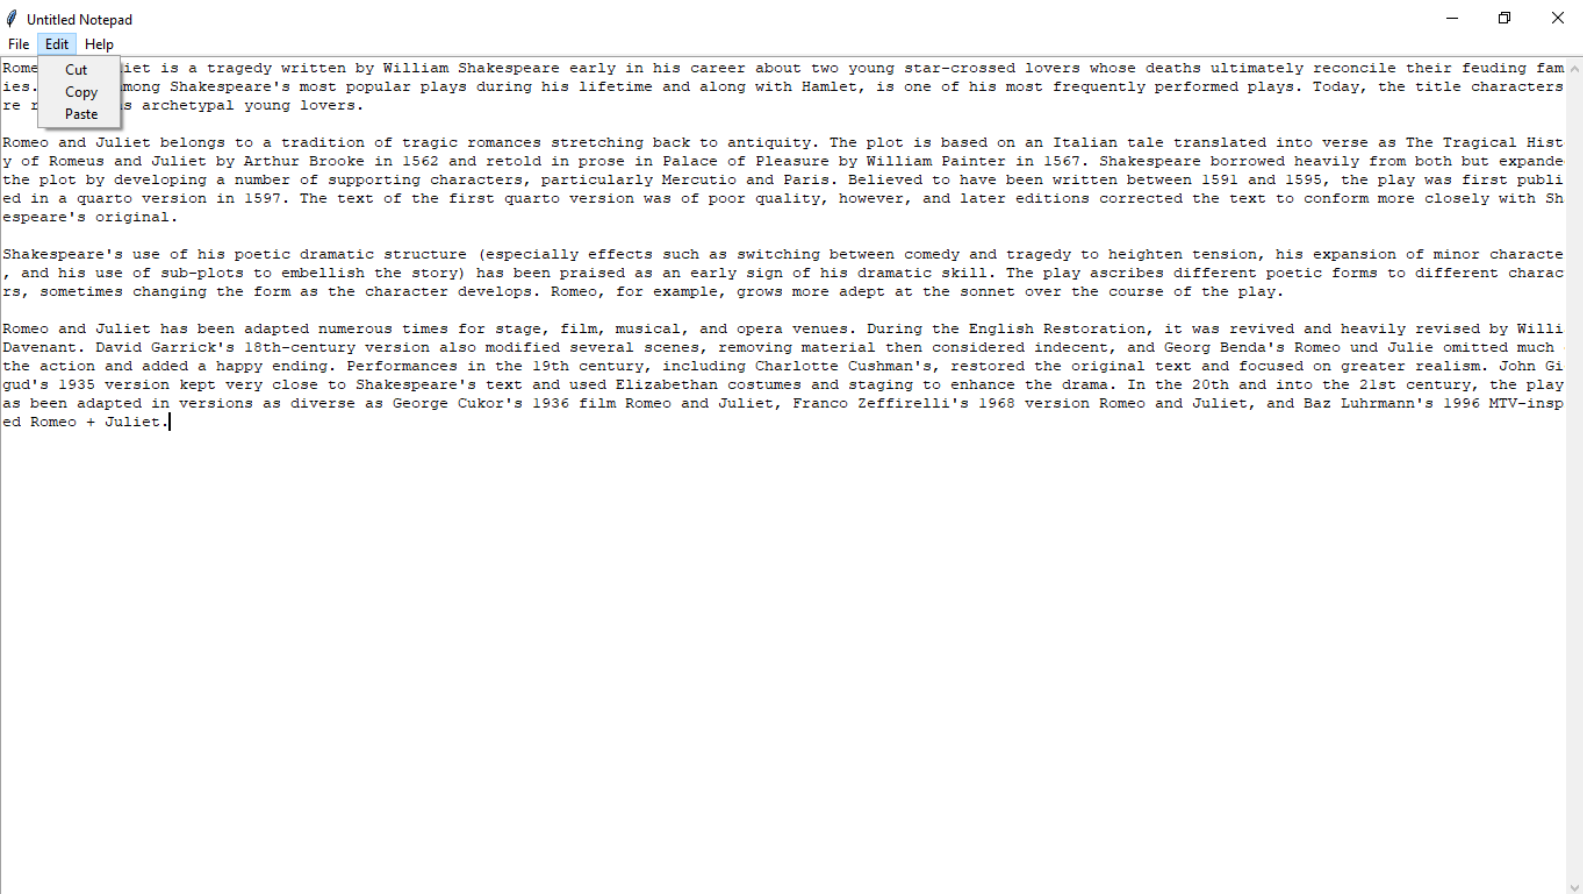 Untitled Notepad
File Edit Help
Cut
Copy
Paste
Rome liet is a tragedy written by William Shakespeare early in his career about two young star-crossed lovers whose deaths ultimately reconcile their feuding fam
ies. mong Shakespeare's most popular plays during his lifetime and along with Hamlet, is one of his most frequently performed plays. Today, the title characters
re r s archetypal young lovers.
Romeo and Juliet belongs to a tradition of tragic romances stretching back to antiquity. The plot is based on an Italian tale translated into verse as The Tragical Hist
y of Romeus and Juliet by Arthur Brooke in 1562 and retold in prose in Palace of Pleasure by William Painter in 1567. Shakespeare borrowed heavily from both but expande
the plot by developing a number of supporting characters, particularly Mercutio and Paris. Believed to have been written between 1591 and 1595, the play was first publi
ed in a quarto version in 1597. The text of the first quarto version was of poor quality, however, and later editions corrected the text to conform more closely with Sh
espeare's original.
Shakespeare's use of his poetic dramatic structure (especially effects such as switching between comedy and tragedy to heighten tension, his expansion of minor characte
, and his use of sub-plots to embellish the story) has been praised as an early sign of his dramatic skill. The play ascribes different poetic forms to different charac
rs, sometimes changing the form as the character develops. Romeo, for example, grows more adept at the sonnet over the course of the play.
Romeo and Juliet has been adapted numerous times for stage, film, musical, and opera venues. During the English Restoration, it was revived and heavily revised by Willi
Davenant. David Garrick's 18th-century version also modified several scenes, removing material then considered indecent, and Georg Benda's Romeo und Julie omitted much
the action and added a happy ending. Performances in the 19th century, including Charlotte Cushman's, restored the original text and focused on greater realism. John Gi
gud's 1935 version kept very close to Shakespeare's text and used Elizabethan costumes and staging to enhance the drama. In the 20th and into the 21st century, the play
as been adapted in versions as diverse as George Cukor's 1936 film Romeo and Juliet, Franco Zeffirelli's 1968 version Romeo and Juliet, and Baz Luhrmann's 1996 MTV-insp
ed Romeo + Juliet.